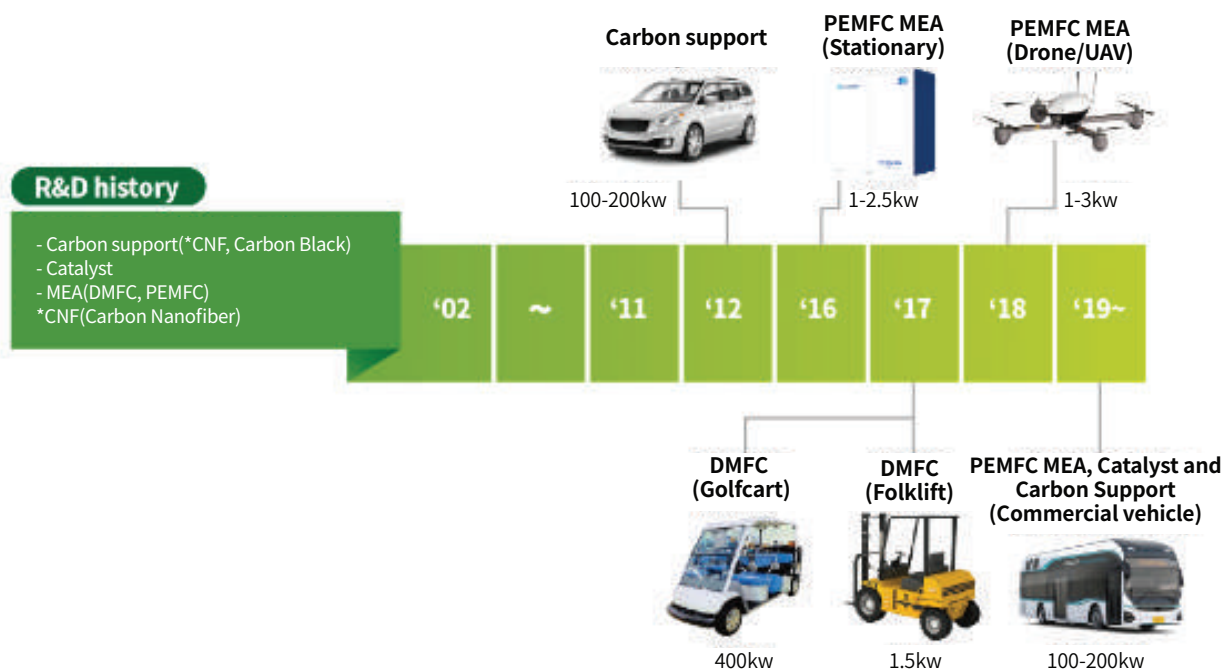 Carbon support
100-200kw
PEMFC MEA
(Stationary)
1-2.5kw
PEMFC MEA
(Drone/UAV)
1-3kw
R&D history
- Carbon support(*CNF, Carbon Black)
- Catalyst
- MEA(DMFC, PEMFC)
*CNF(Carbon Nanofiber)
‘02
~
‘11
‘12
‘16
‘17
‘18
‘19~
DMFC
(Golfcart)
400kw
DMFC
(Folklift)
1.5kw
PEMFC MEA, Catalyst and
Carbon Support
(Commercial vehicle)
100-200kw